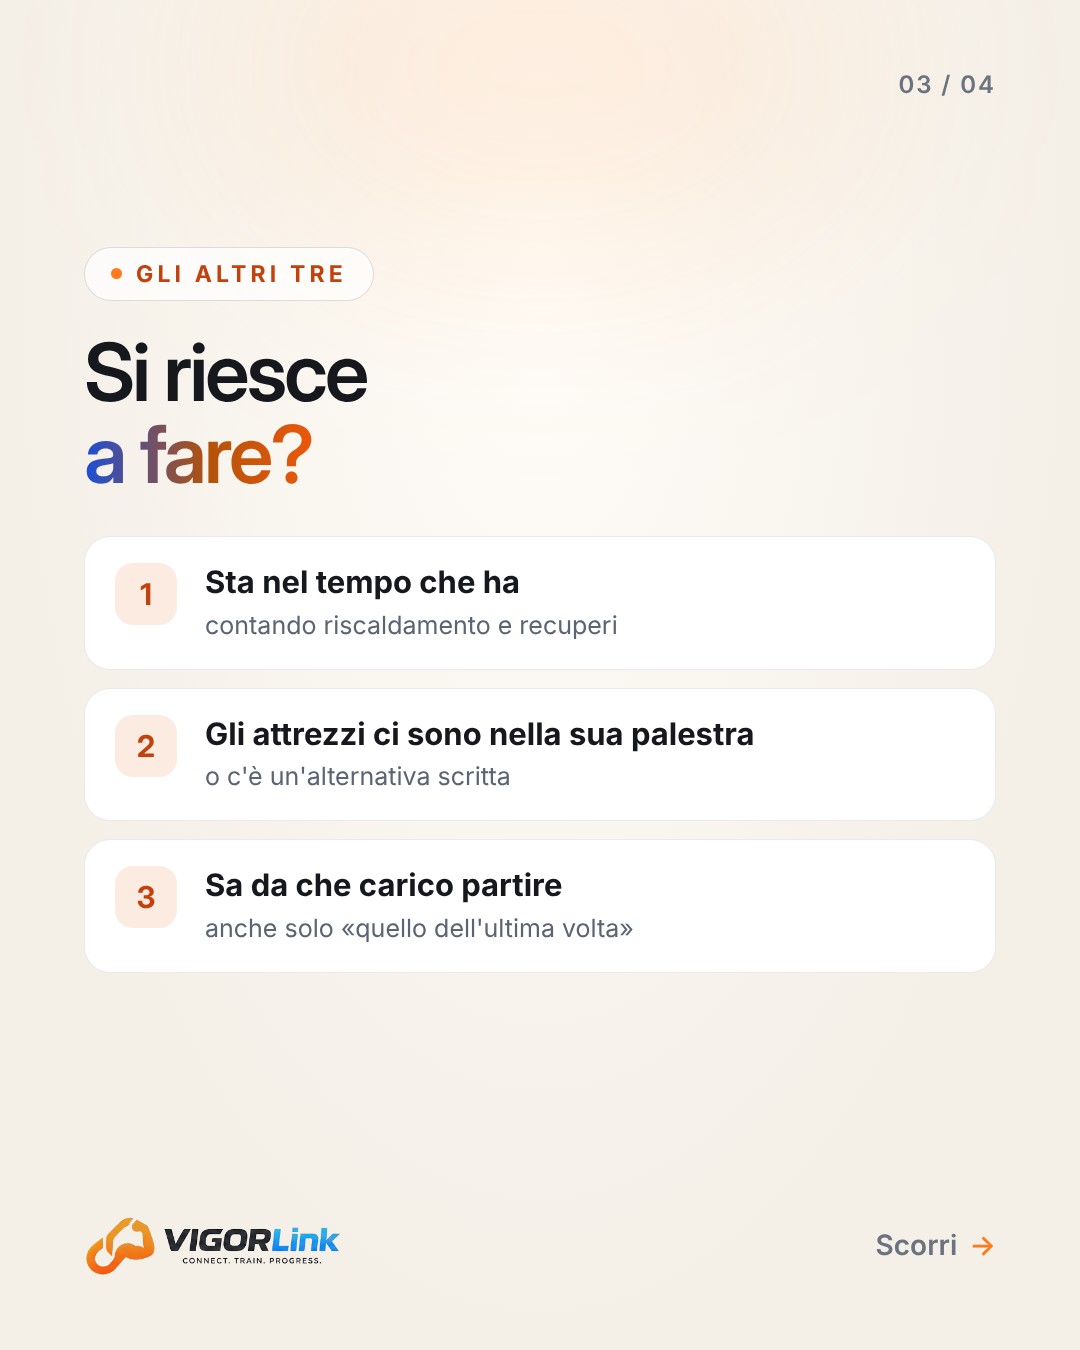 03 / 04
GLI ALTRI TRE
Si riesce
a fare?
1
Sta nel tempo che ha
contando riscaldamento e recuperi
2
Gli attrezzi ci sono nella sua palestra
o c'è un'alternativa scritta
3
Sa da che carico partire
anche solo «quello dell'ultima volta»
VIGORLink
CONNECT. TRAIN. PROGRESS.
Scorri →